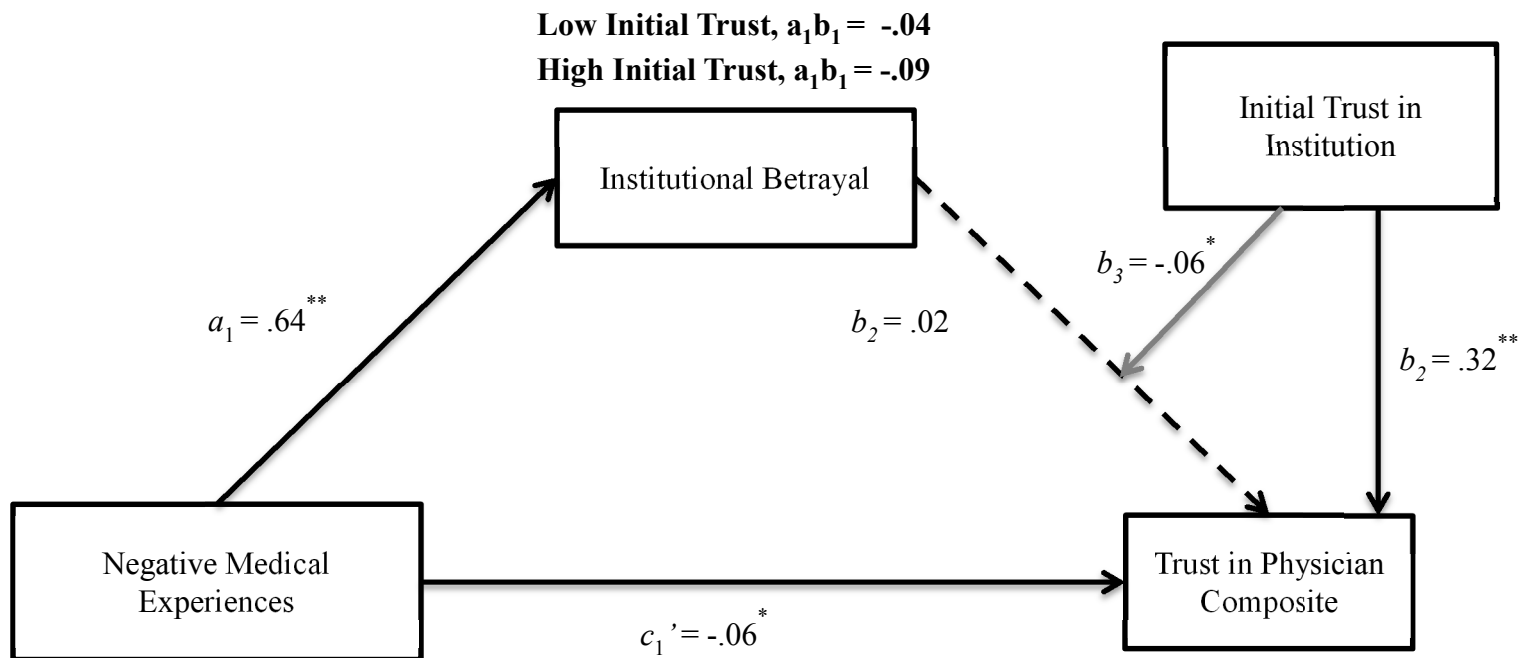 Low Initial Trust, a₁b₁ = -.04
High Initial Trust, a₁b₁ = -.09
Initial Trust in
Institution
Institutional Betrayal
b₃ = -.06*
a₁ = .64**
b₂ = .02
b₂ = .32**
Negative Medical
Experiences
Trust in Physician
Composite
c₁’ = -.06*